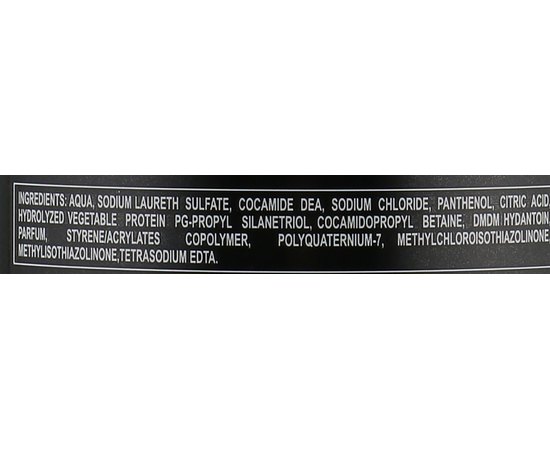 INGREDIENTS: AQUA, SODIUM LAURETH SULFATE, COCAMIDE DEA, SODIUM CHLORIDE, PANTHENOL, CITRIC ACID,
HYDROLYZED VEGETABLE PROTEIN PG-PROPYL SILANETRIOL, COCAMIDOPROPYL BETAINE, DMDM HYDANTOIN,
PARFUM, STYRENE/ACRYLATES COPOLYMER, POLYQUATERNIUM-7, METHYLCHLOROISOTHIAZOLINONE,
METHYLISOTHIAZOLINONE,TETRASODIUM EDTA.